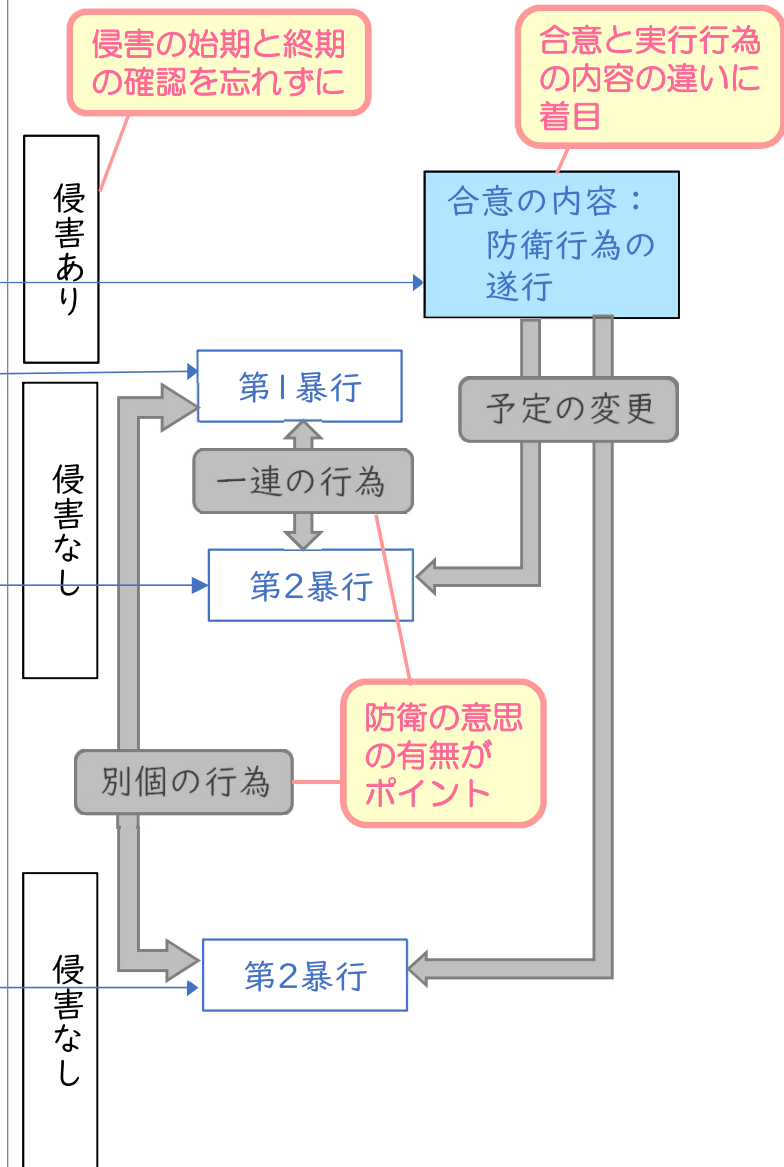 侵害の始期と終期
の確認を忘れずに
合意と実行行為
の内容の違いに
着目
侵害あり
合意の内容：
防衛行為の
遂行
第1暴行
予定の変更
侵害なし
一連の行為
第2暴行
防衛の意思
の有無が
ポイント
別個の行為
侵害なし
第2暴行